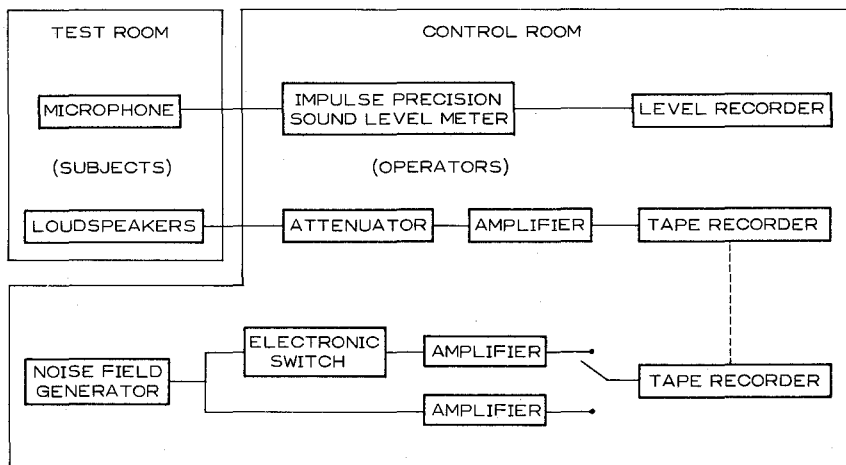 TEST ROOM
CONTROL ROOM
MICROPHONE
IMPULSE PRECISION
SOUND LEVEL METER
LEVEL RECORDER
(SUBJECTS)
(OPERATORS)
LOUDSPEAKERS
ATTENUATOR
AMPLIFIER
TAPE RECORDER
ELECTRONIC
SWITCH
AMPLIFIER
NOISE FIELD
GENERATOR
TAPE RECORDER
AMPLIFIER